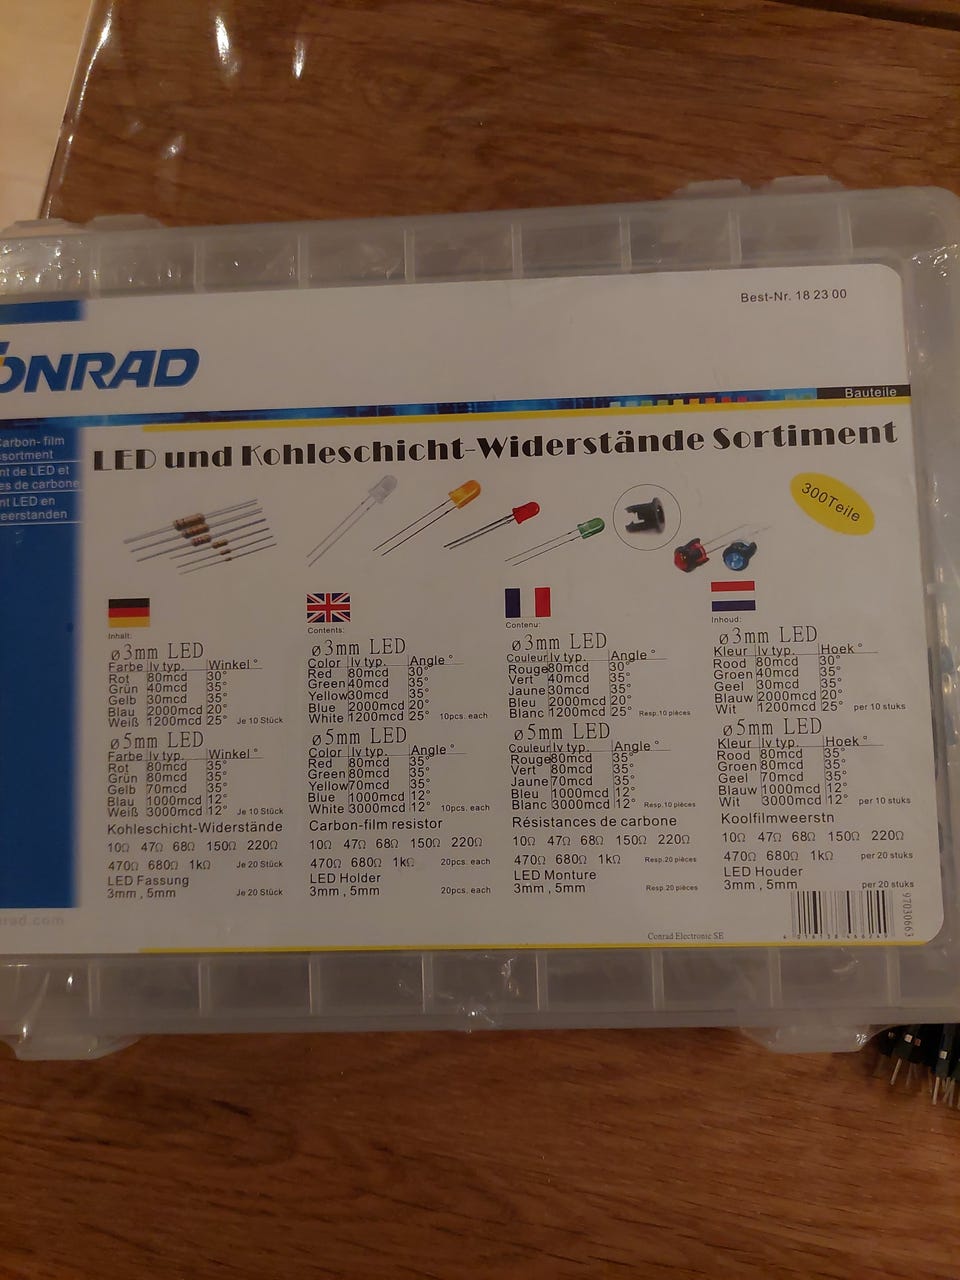 Best-Nr. 18 23 00
CONRAD
Bauteile
Carbon-film
ssortment
nt de LED et
es de carbone
nt LED en
weerstanden
LED und Kohleschicht-Widerstände Sortiment
300Teile
Inhalt:
ø3mm LED
Farbe Iv typ. Winkel °
Rot 80mcd 30°
Grün 40mcd 35°
Gelb 30mcd 35°
Blau 2000mcd 20°
Weiß 1200mcd 25° Je 10 Stück
ø5mm LED
Farbe Iv typ. Winkel °
Rot 80mcd 35°
Grün 80mcd 35°
Gelb 70mcd 35°
Blau 1000mcd 12°
Weiß 3000mcd 12° Je 10 Stück
Kohleschicht-Widerstände
10Ω 47Ω 68Ω 150Ω 220Ω
470Ω 680Ω 1kΩ Je 20 Stück
LED Fassung
3mm , 5mm Je 20 Stück
Contents:
ø3mm LED
Color Iv typ. Angle °
Red 80mcd 30°
Green 40mcd 35°
Yellow 30mcd 35°
Blue 2000mcd 20°
White 1200mcd 25° 10pcs. each
ø5mm LED
Color Iv typ. Angle °
Red 80mcd 35°
Green 80mcd 35°
Yellow 70mcd 35°
Blue 1000mcd 12°
White 3000mcd 12° 10pcs. each
Carbon-film resistor
10Ω 47Ω 68Ω 150Ω 220Ω
470Ω 680Ω 1kΩ 20pcs. each
LED Holder
3mm , 5mm 20pcs. each
Contenu:
ø3mm LED
Couleur Iv typ. Angle °
Rouge 80mcd 30°
Vert 40mcd 35°
Jaune 30mcd 35°
Bleu 2000mcd 20°
Blanc 1200mcd 25° Resp.10 pièces
ø5mm LED
Couleur Iv typ. Angle °
Rouge 80mcd 35°
Vert 80mcd 35°
Jaune 70mcd 35°
Bleu 1000mcd 12°
Blanc 3000mcd 12° Resp.10 pièces
Résistances de carbone
10Ω 47Ω 68Ω 150Ω 220Ω
470Ω 680Ω 1kΩ Resp.20 pièces
LED Monture
3mm , 5mm Resp.20 pièces
Inhoud:
ø3mm LED
Kleur Iv typ. Hoek °
Rood 80mcd 30°
Groen 40mcd 35°
Geel 30mcd 35°
Blauw 2000mcd 20°
Wit 1200mcd 25° per 10 stuks
ø5mm LED
Kleur Iv typ. Hoek °
Rood 80mcd 35°
Groen 80mcd 35°
Geel 70mcd 35°
Blauw 1000mcd 12°
Wit 3000mcd 12° per 10 stuks
Koolfilmweerstn
10Ω 47Ω 68Ω 150Ω 220Ω
470Ω 680Ω 1kΩ per 20 stuks
LED Houder
3mm , 5mm per 20 stuks
rad.com
Conrad Electronic SE
97030663